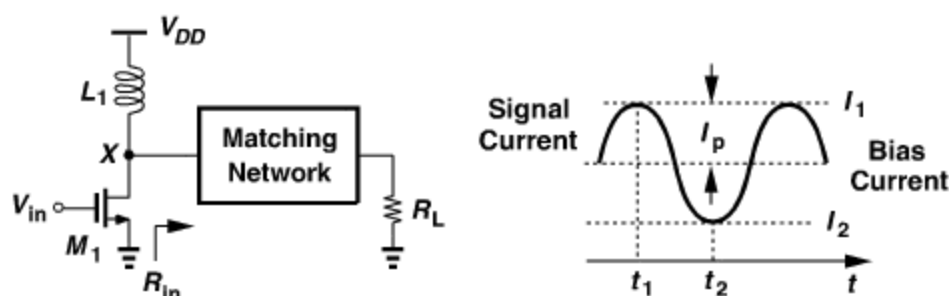 V_DD
L_1
X
Matching
Network
V_in
M_1
R_in
R_L
Signal
Current
I_p
I_1
Bias
Current
I_2
t_1
t_2
t